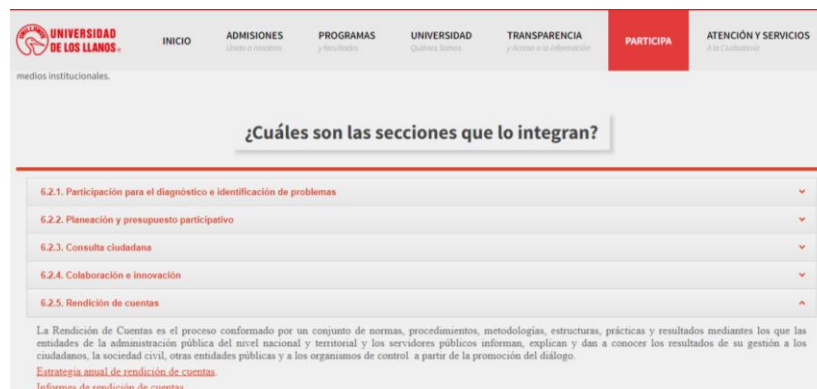 UNIVERSIDAD
DE LOS LLANOS
INICIO
ADMISIONES
Únete a nosotros
PROGRAMAS
y facultades
UNIVERSIDAD
Quiénes Somos
TRANSPARENCIA
y Acceso a la Información
PARTICIPA
ATENCIÓN Y SERVICIOS
A la Ciudadanía
medios institucionales.
¿Cuáles son las secciones que lo integran?
6.2.1. Participación para el diagnóstico e identificación de problemas
6.2.2. Planeación y presupuesto participativo
6.2.3. Consulta ciudadana
6.2.4. Colaboración e innovación
6.2.5. Rendición de cuentas
La Rendición de Cuentas es el proceso conformado por un conjunto de normas, procedimientos, metodologías, estructuras, prácticas y resultados mediantes los que las
entidades de la administración pública del nivel nacional y territorial y los servidores públicos informan, explican y dan a conocer los resultados de su gestión a los
ciudadanos, la sociedad civil, otras entidades públicas y a los organismos de control a partir de la promoción del diálogo.
Estrategia anual de rendición de cuentas.
Informes de rendición de cuentas